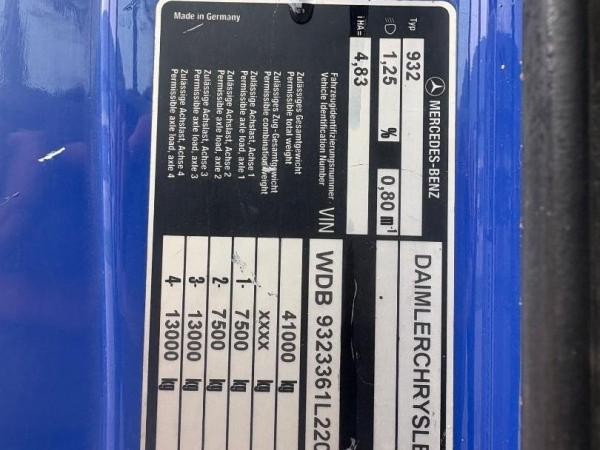 MERCEDES-BENZ DAIMLERCHRYSLE
Typ 932
1,25 % 0,80 m⁻¹
i HA= 4,83
Fahrzeugidentifizierungsnummer
Vehicle Identification Number VIN WDB 9323361L220
Zulässiges Gesamtgewicht
Permissible total weight 41000 kg
Zulässiges Zug-Gesamtgewicht
Permissible combination weight xxxx kg
Zulässige Achslast, Achse 1
Permissible axle load, axle 1 1- 7500 kg
Zulässige Achslast, Achse 2
Permissible axle load, axle 2 2- 7500 kg
Zulässige Achslast, Achse 3
Permissible axle load, axle 3 3- 13000 kg
Zulässige Achslast, Achse 4
Permissible axle load, axle 4 4- 13000 kg
Made in Germany